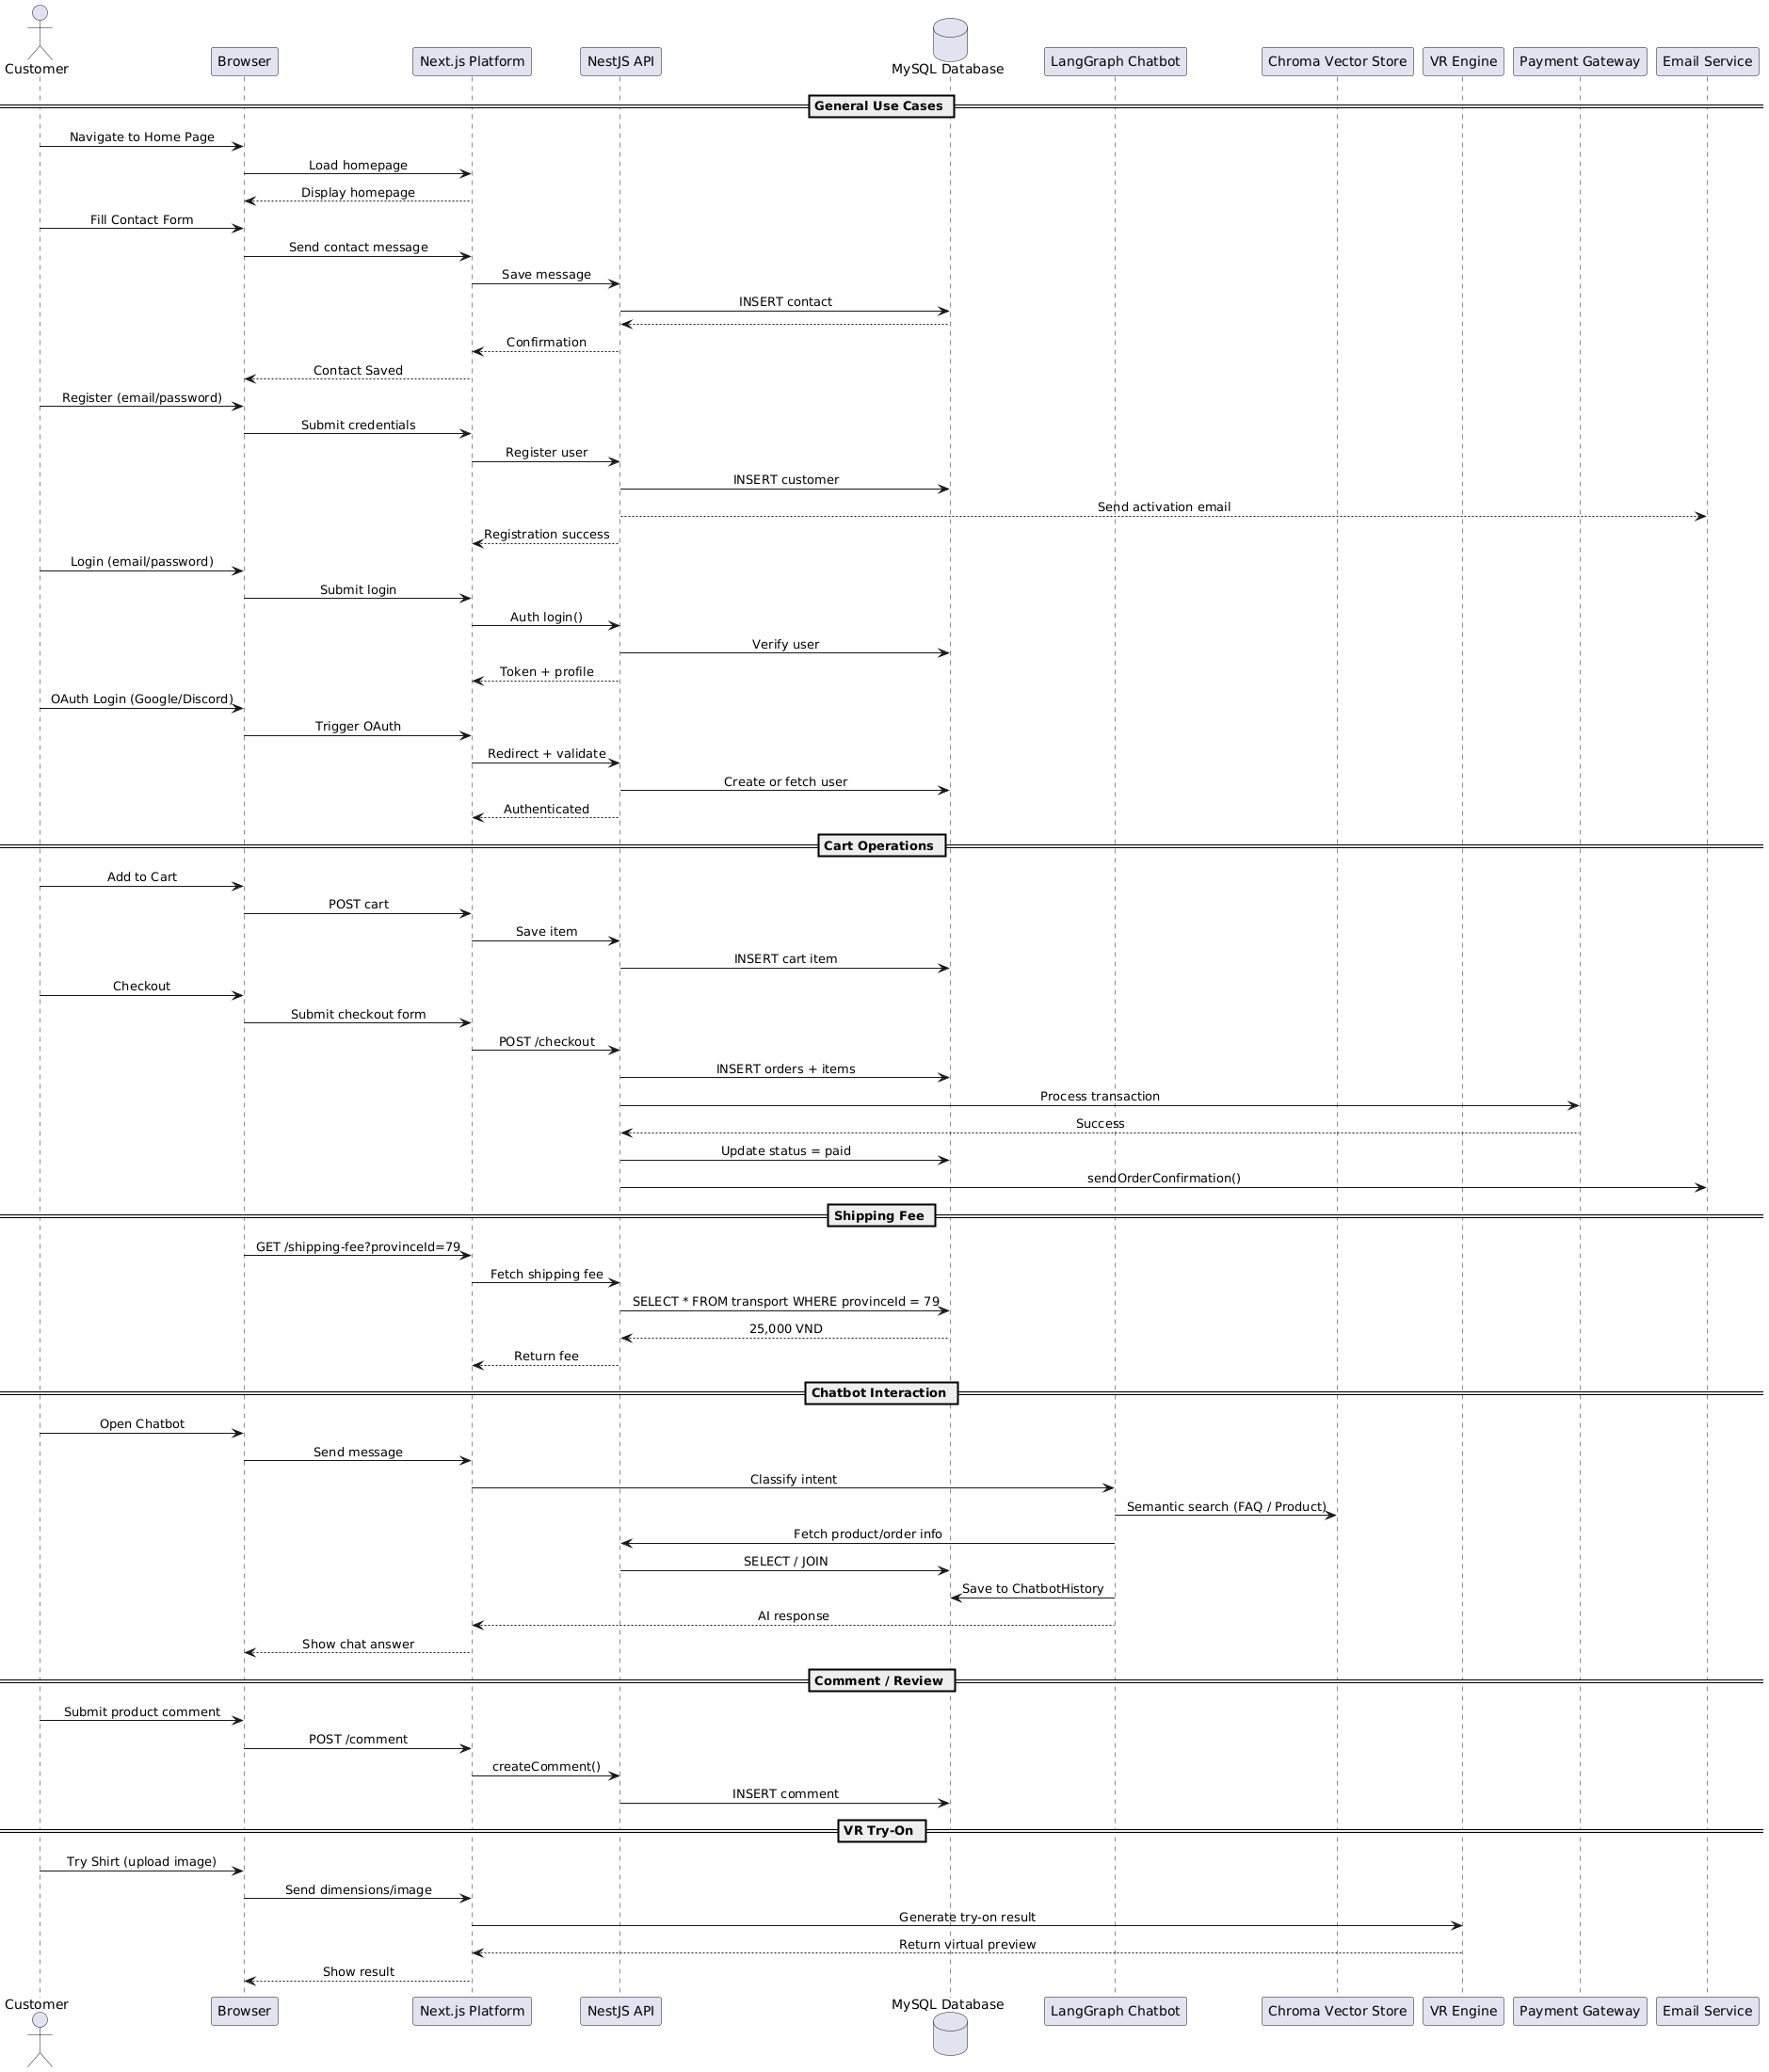 Customer
Browser
Next.js Platform
NestJS API
MySQL Database
LangGraph Chatbot
Chroma Vector Store
VR Engine
Payment Gateway
Email Service
General Use Cases
Navigate to Home Page
Load homepage
Display homepage
Fill Contact Form
Send contact message
Save message
INSERT contact
Confirmation
Contact Saved
Register (email/password)
Submit credentials
Register user
INSERT customer
Send activation email
Registration success
Login (email/password)
Submit login
Auth login()
Verify user
Token + profile
OAuth Login (Google/Discord)
Trigger OAuth
Redirect + validate
Create or fetch user
Authenticated
Cart Operations
Add to Cart
POST cart
Save item
INSERT cart item
Checkout
Submit checkout form
POST /checkout
INSERT orders + items
Process transaction
Success
Update status = paid
sendOrderConfirmation()
Shipping Fee
GET /shipping-fee?provinceId=79
Fetch shipping fee
SELECT * FROM transport WHERE provinceId = 79
25,000 VND
Return fee
Chatbot Interaction
Open Chatbot
Send message
Classify intent
Semantic search (FAQ / Product)
Fetch product/order info
SELECT / JOIN
Save to ChatbotHistory
AI response
Show chat answer
Comment / Review
Submit product comment
POST /comment
createComment()
INSERT comment
VR Try-On
Try Shirt (upload image)
Send dimensions/image
Generate try-on result
Return virtual preview
Show result
Customer
Browser
Next.js Platform
NestJS API
MySQL Database
LangGraph Chatbot
Chroma Vector Store
VR Engine
Payment Gateway
Email Service